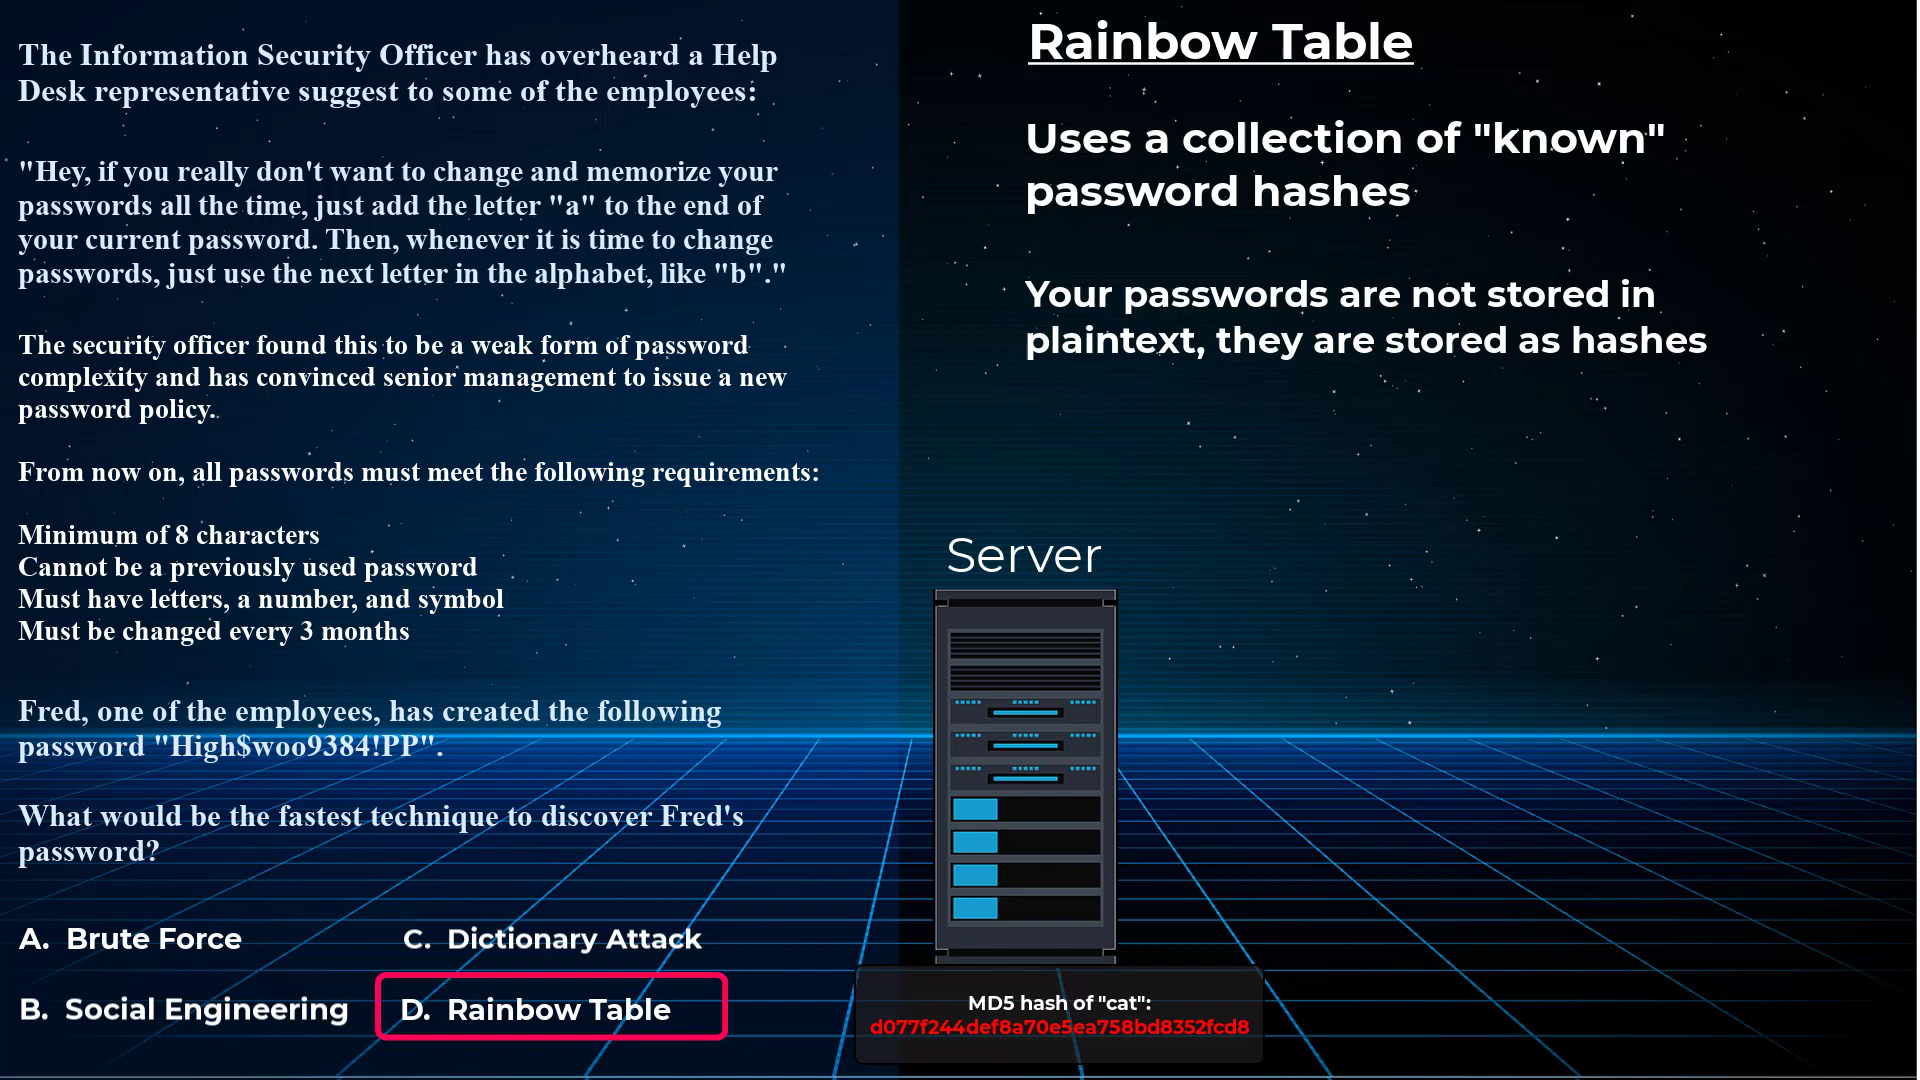 The Information Security Officer has overheard a Help
Desk representative suggest to some of the employees:
"Hey, if you really don't want to change and memorize your
passwords all the time, just add the letter "a" to the end of
your current password. Then, whenever it is time to change
passwords, just use the next letter in the alphabet, like "b"."
The security officer found this to be a weak form of password
complexity and has convinced senior management to issue a new
password policy.
From now on, all passwords must meet the following requirements:
Minimum of 8 characters
Cannot be a previously used password
Must have letters, a number, and symbol
Must be changed every 3 months
Fred, one of the employees, has created the following
password "High$woo9384!PP".
What would be the fastest technique to discover Fred's
password?
A. Brute Force
B. Social Engineering
C. Dictionary Attack
D. Rainbow Table
Rainbow Table
Uses a collection of "known"
password hashes
Your passwords are not stored in
plaintext, they are stored as hashes
Server
MD5 hash of "cat":
d077f244def8a70e5ea758bd8352fcd8